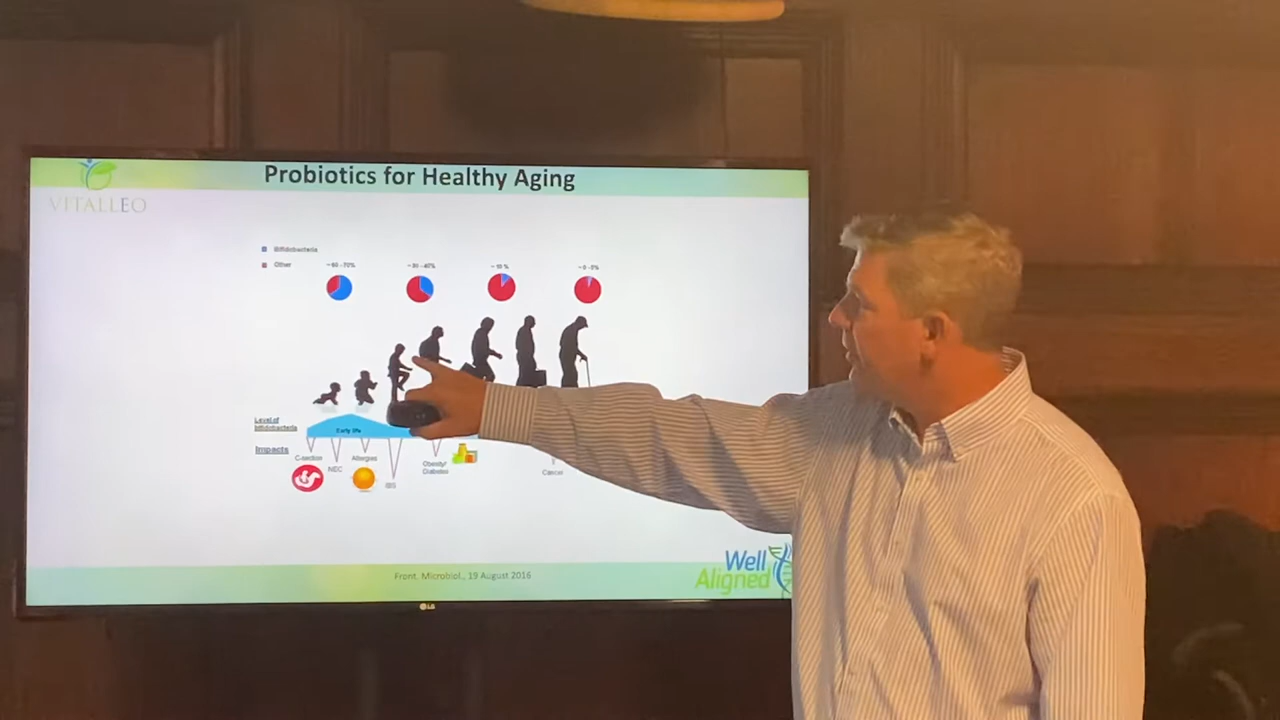 Probiotics for Healthy Aging
VITALLEO
Bifidobacteria
Other
~60 - 70%
~30 - 40%
~10 %
~0 -5%
Level of
bifidobacteria
Early life
Impacts
C-section
NEC
Allergies
IBS
Obesity/
Diabetes
Cancer
Front. Microbiol., 19 August 2016
Well
Aligned
LG